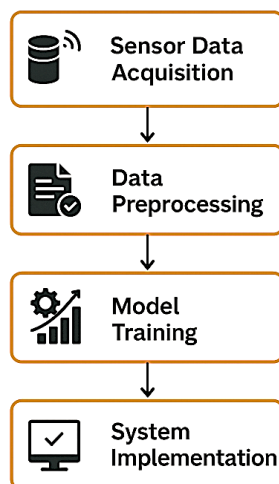 Sensor Data
Acquisition
Data
Preprocessing
Model
Training
System
Implementation